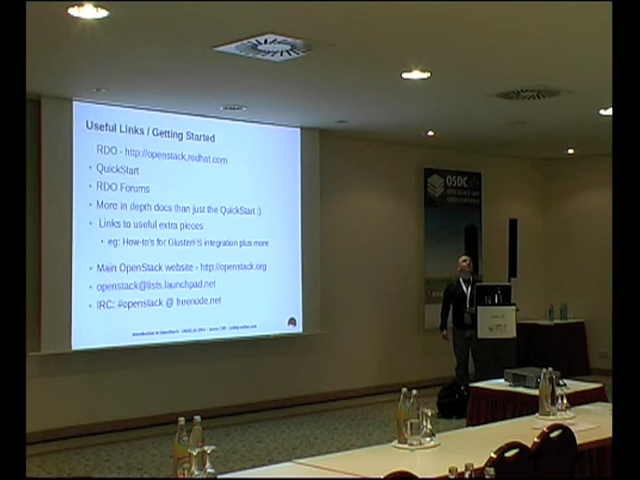 Useful Links / Getting Started
RDO - http://openstack.redhat.com
• QuickStart
• RDO Forums
• More in depth docs than just the QuickStart :)
• Links to useful extra pieces
• eg: How-to's for GlusterFS integration plus more
• Main OpenStack website - http://openstack.org
• openstack@lists.launchpad.net
• IRC: #openstack @ freenode.net
OSDC.de